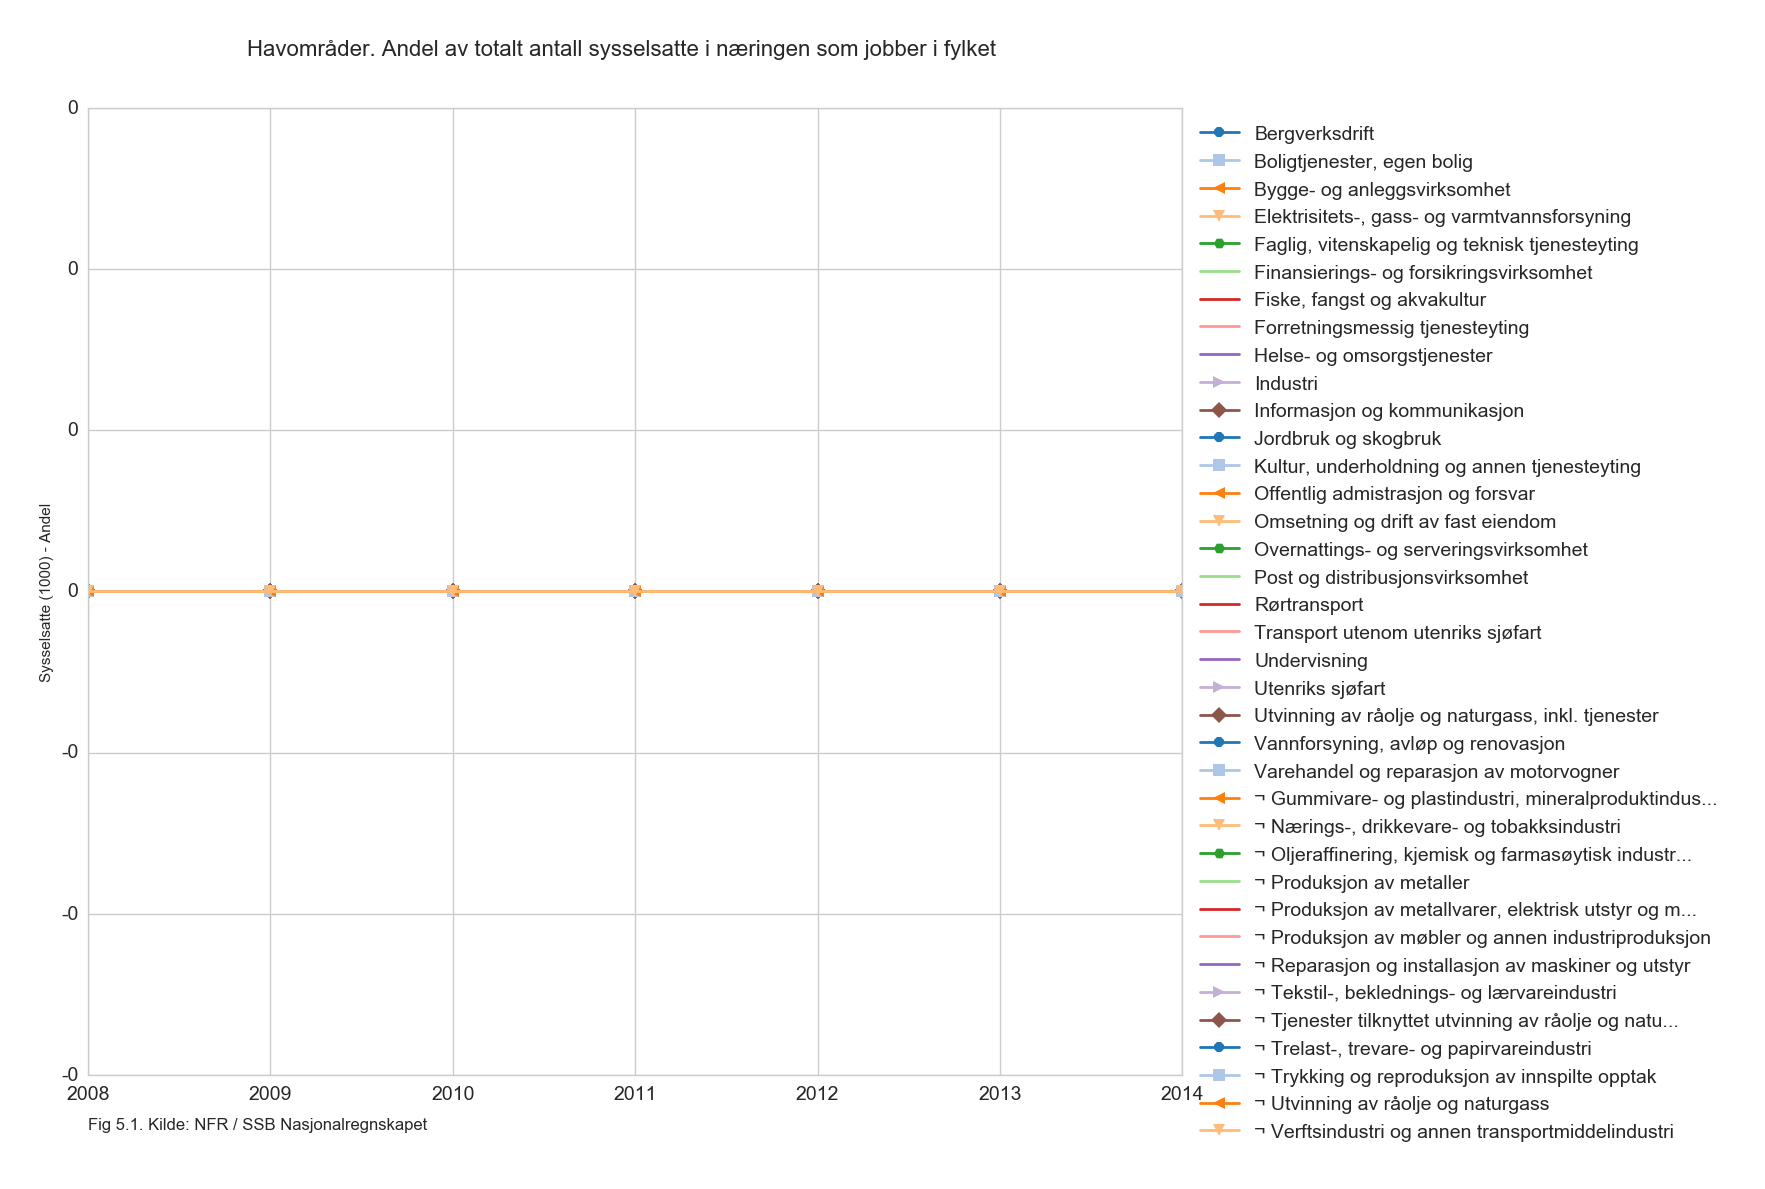 Havområder. Andel av totalt antall sysselsatte i næringen som jobber i fylket
0
0
0
0
-0
-0
-0
Sysselsatte (1000) - Andel
2008 2009 2010 2011 2012 2013 2014
Fig 5.1. Kilde: NFR / SSB Nasjonalregnskapet
Bergverksdrift
Boligtjenester, egen bolig
Bygge- og anleggsvirksomhet
Elektrisitets-, gass- og varmtvannsforsyning
Faglig, vitenskapelig og teknisk tjenesteyting
Finansierings- og forsikringsvirksomhet
Fiske, fangst og akvakultur
Forretningsmessig tjenesteyting
Helse- og omsorgstjenester
Industri
Informasjon og kommunikasjon
Jordbruk og skogbruk
Kultur, underholdning og annen tjenesteyting
Offentlig admistrasjon og forsvar
Omsetning og drift av fast eiendom
Overnattings- og serveringsvirksomhet
Post og distribusjonsvirksomhet
Rørtransport
Transport utenom utenriks sjøfart
Undervisning
Utenriks sjøfart
Utvinning av råolje og naturgass, inkl. tjenester
Vannforsyning, avløp og renovasjon
Varehandel og reparasjon av motorvogner
¬ Gummivare- og plastindustri, mineralproduktindus...
¬ Nærings-, drikkevare- og tobakksindustri
¬ Oljeraffinering, kjemisk og farmasøytisk industr...
¬ Produksjon av metaller
¬ Produksjon av metallvarer, elektrisk utstyr og m...
¬ Produksjon av møbler og annen industriproduksjon
¬ Reparasjon og installasjon av maskiner og utstyr
¬ Tekstil-, beklednings- og lærvareindustri
¬ Tjenester tilknyttet utvinning av råolje og natu...
¬ Trelast-, trevare- og papirvareindustri
¬ Trykking og reproduksjon av innspilte opptak
¬ Utvinning av råolje og naturgass
¬ Verftsindustri og annen transportmiddelindustri